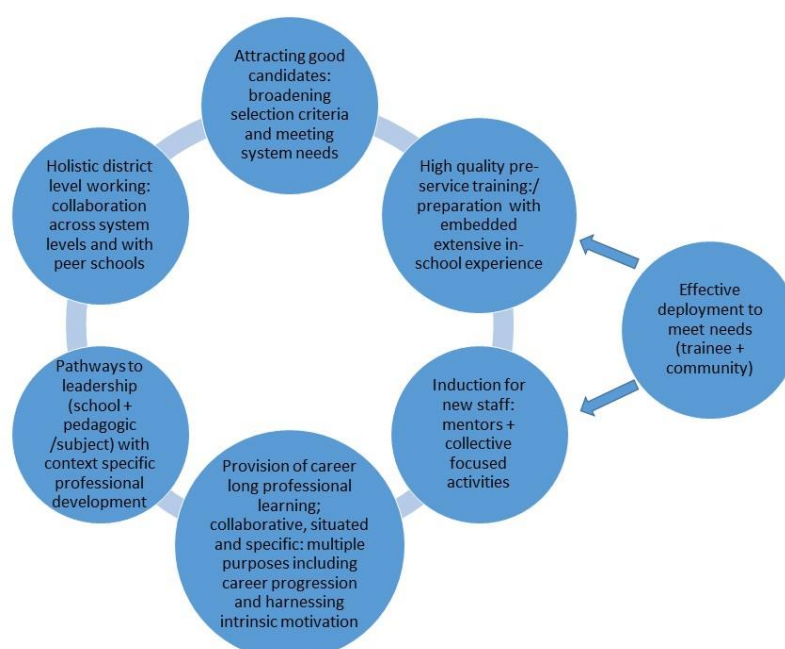 Attracting good
candidates:
broadening
selection criteria
and meeting
system needs
High quality pre-
service training:/
preparation with
embedded
extensive in-
school experience
Effective
deployment to
meet needs
(trainee +
community)
Induction for
new staff:
mentors +
collective
focused
activities
Provision of career
long professional
learning;
collaborative, situated
and specific: multiple
purposes including
career progression
and harnessing
intrinsic motivation
Pathways to
leadership
(school +
pedagogic
/subject) with
context specific
professional
development
Holistic district
level working:
collaboration
across system
levels and with
peer schools